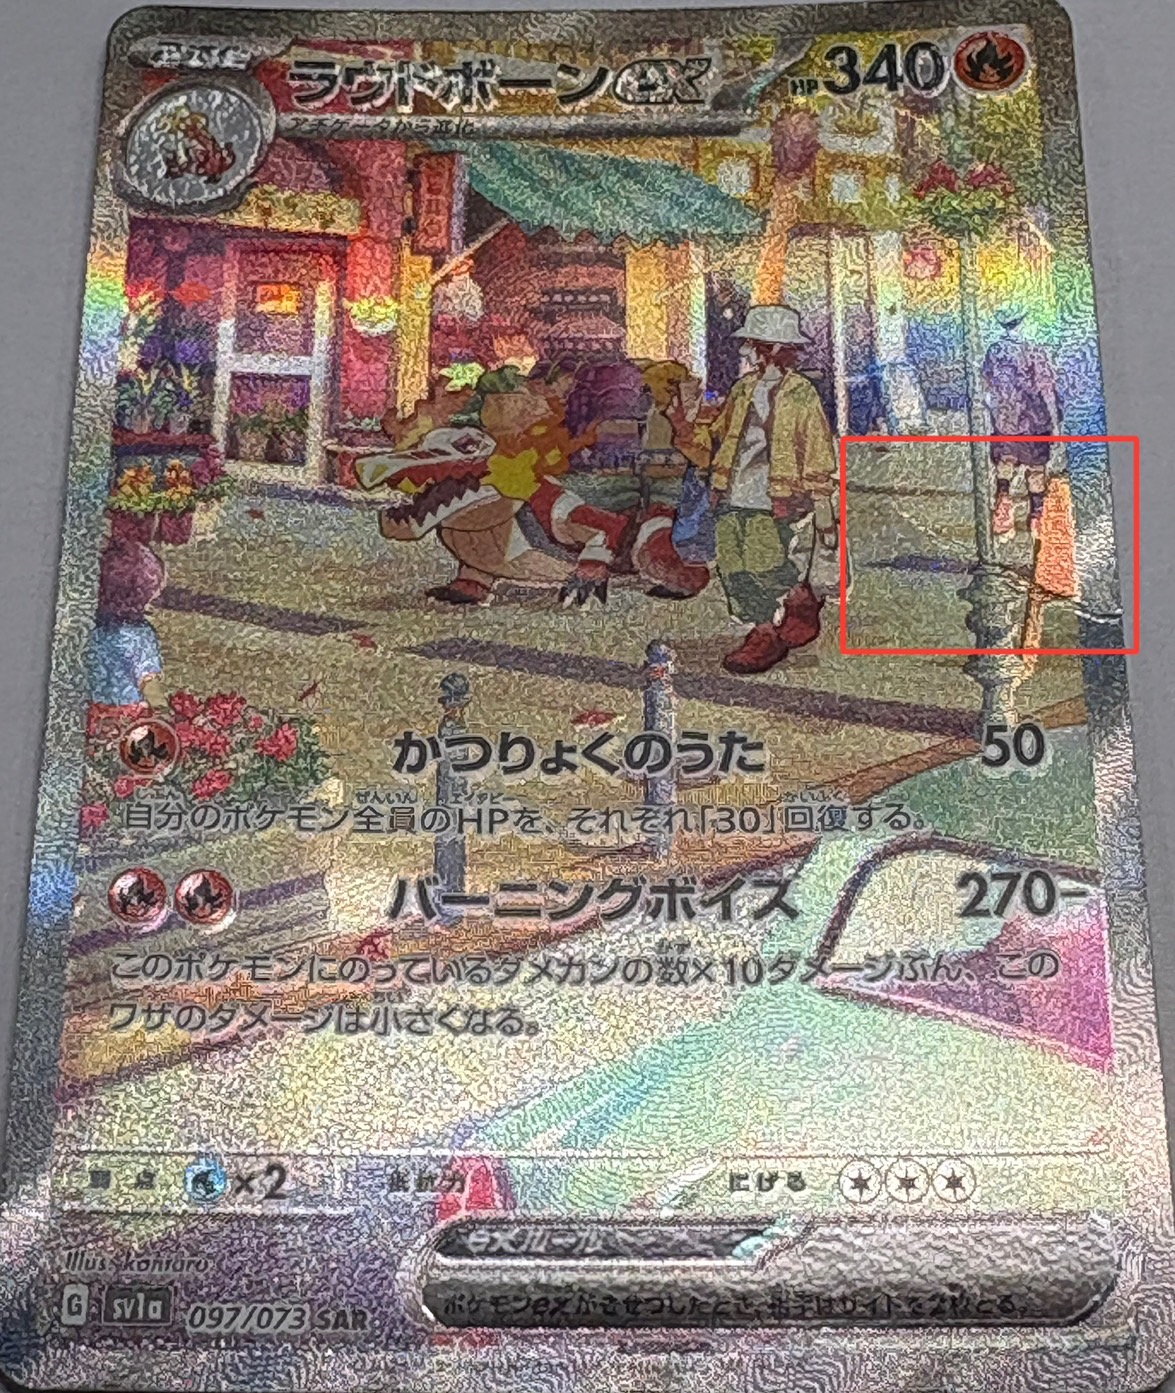 ラウドボーンex HP340
アチゲータから進化
かつりょくのうた 50
自分のポケモン全員のHPを、それぞれ「30」回復する。
バーニングボイス 270-
このポケモンにのっているダメカンの数×10ダメージぶん、この
ワザのダメージは小さくなる。
弱点 ×2 抵抗力 にげる
exルール
Illus. kantaro
ポケモンexがきぜつしたとき、相手はサイドを2枚とる。
G sv1a 097/073 SAR